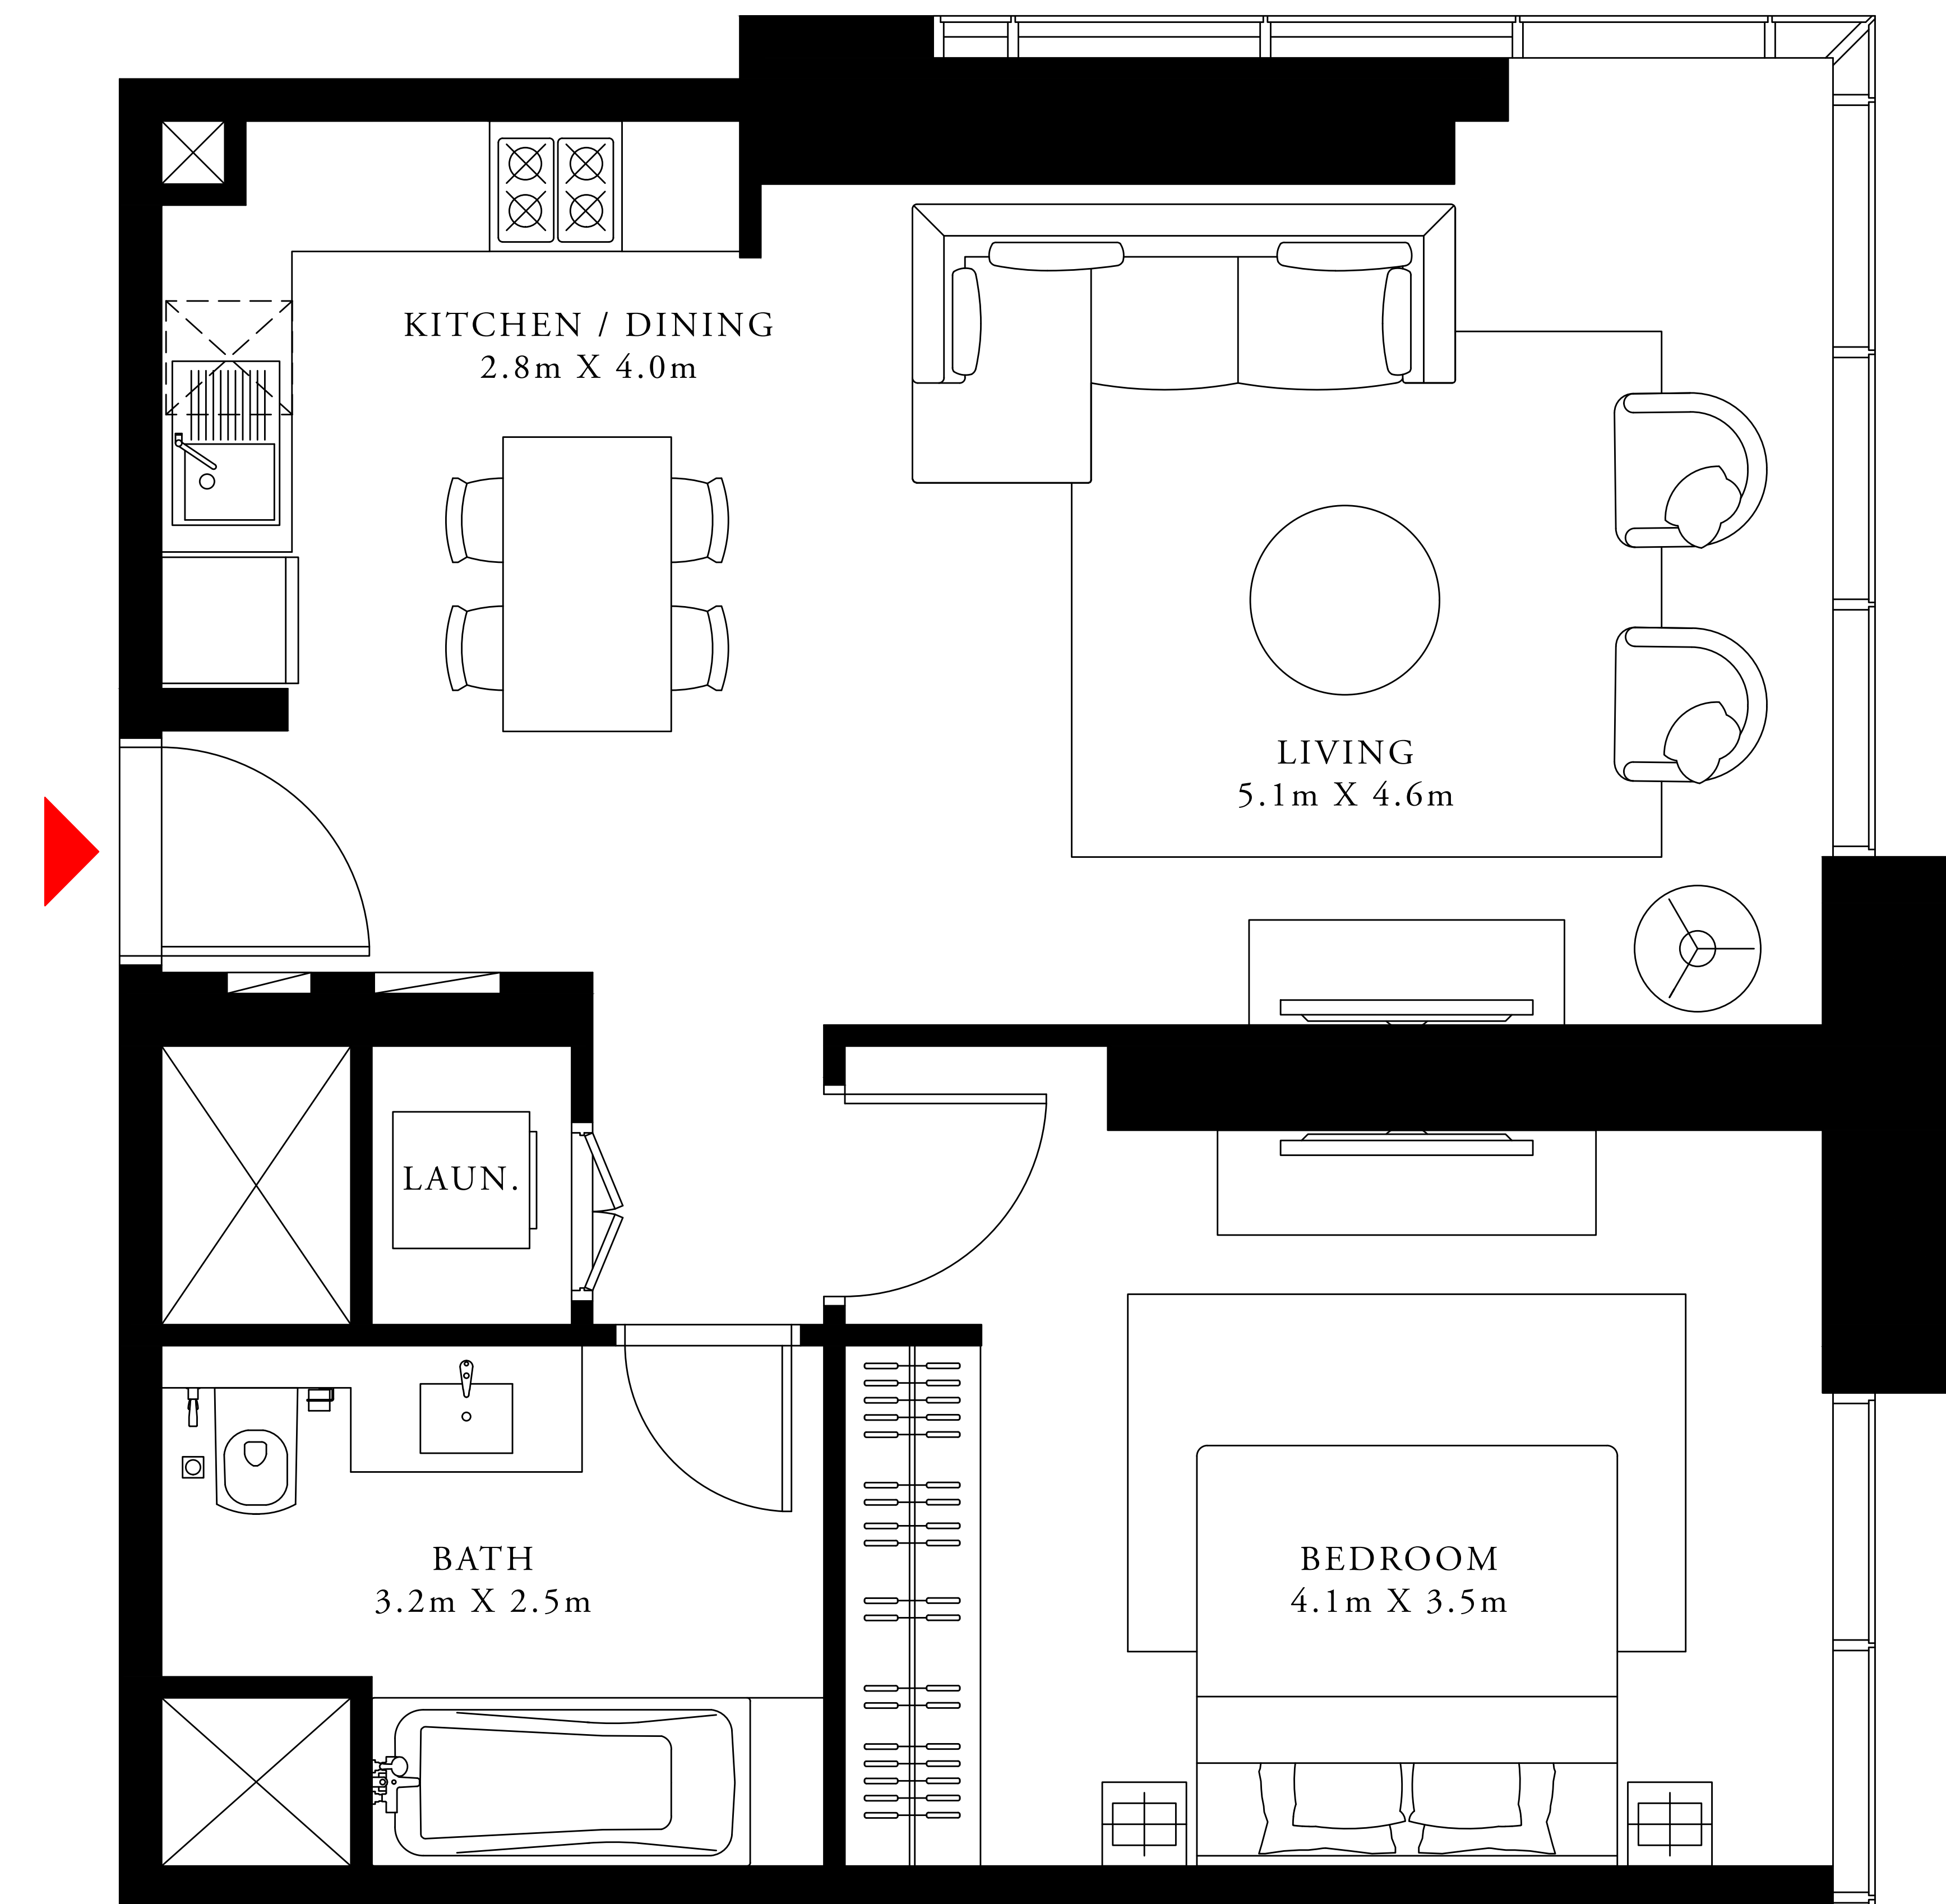 KITCHEN / DINING
2.8m X 4.0m
LIVING
5.1m X 4.6m
LAUN.
BATH
3.2m X 2.5m
BEDROOM
4.1m X 3.5m